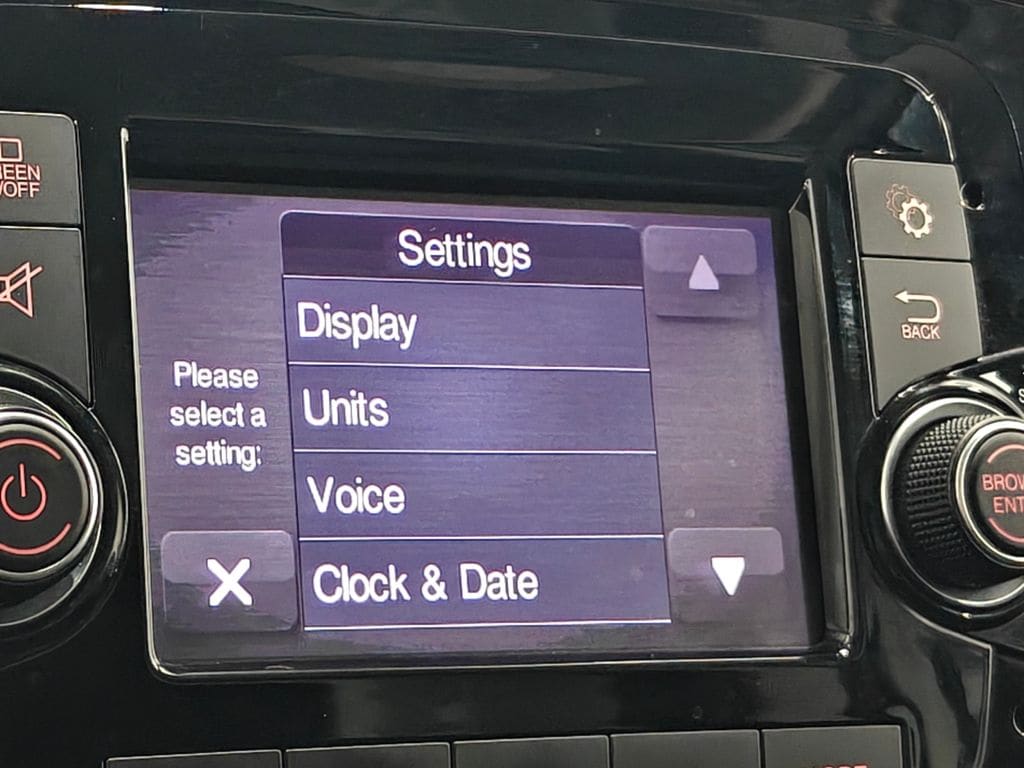 Settings
Display
Units
Voice
Clock & Date
Please
select a
setting:
BACK